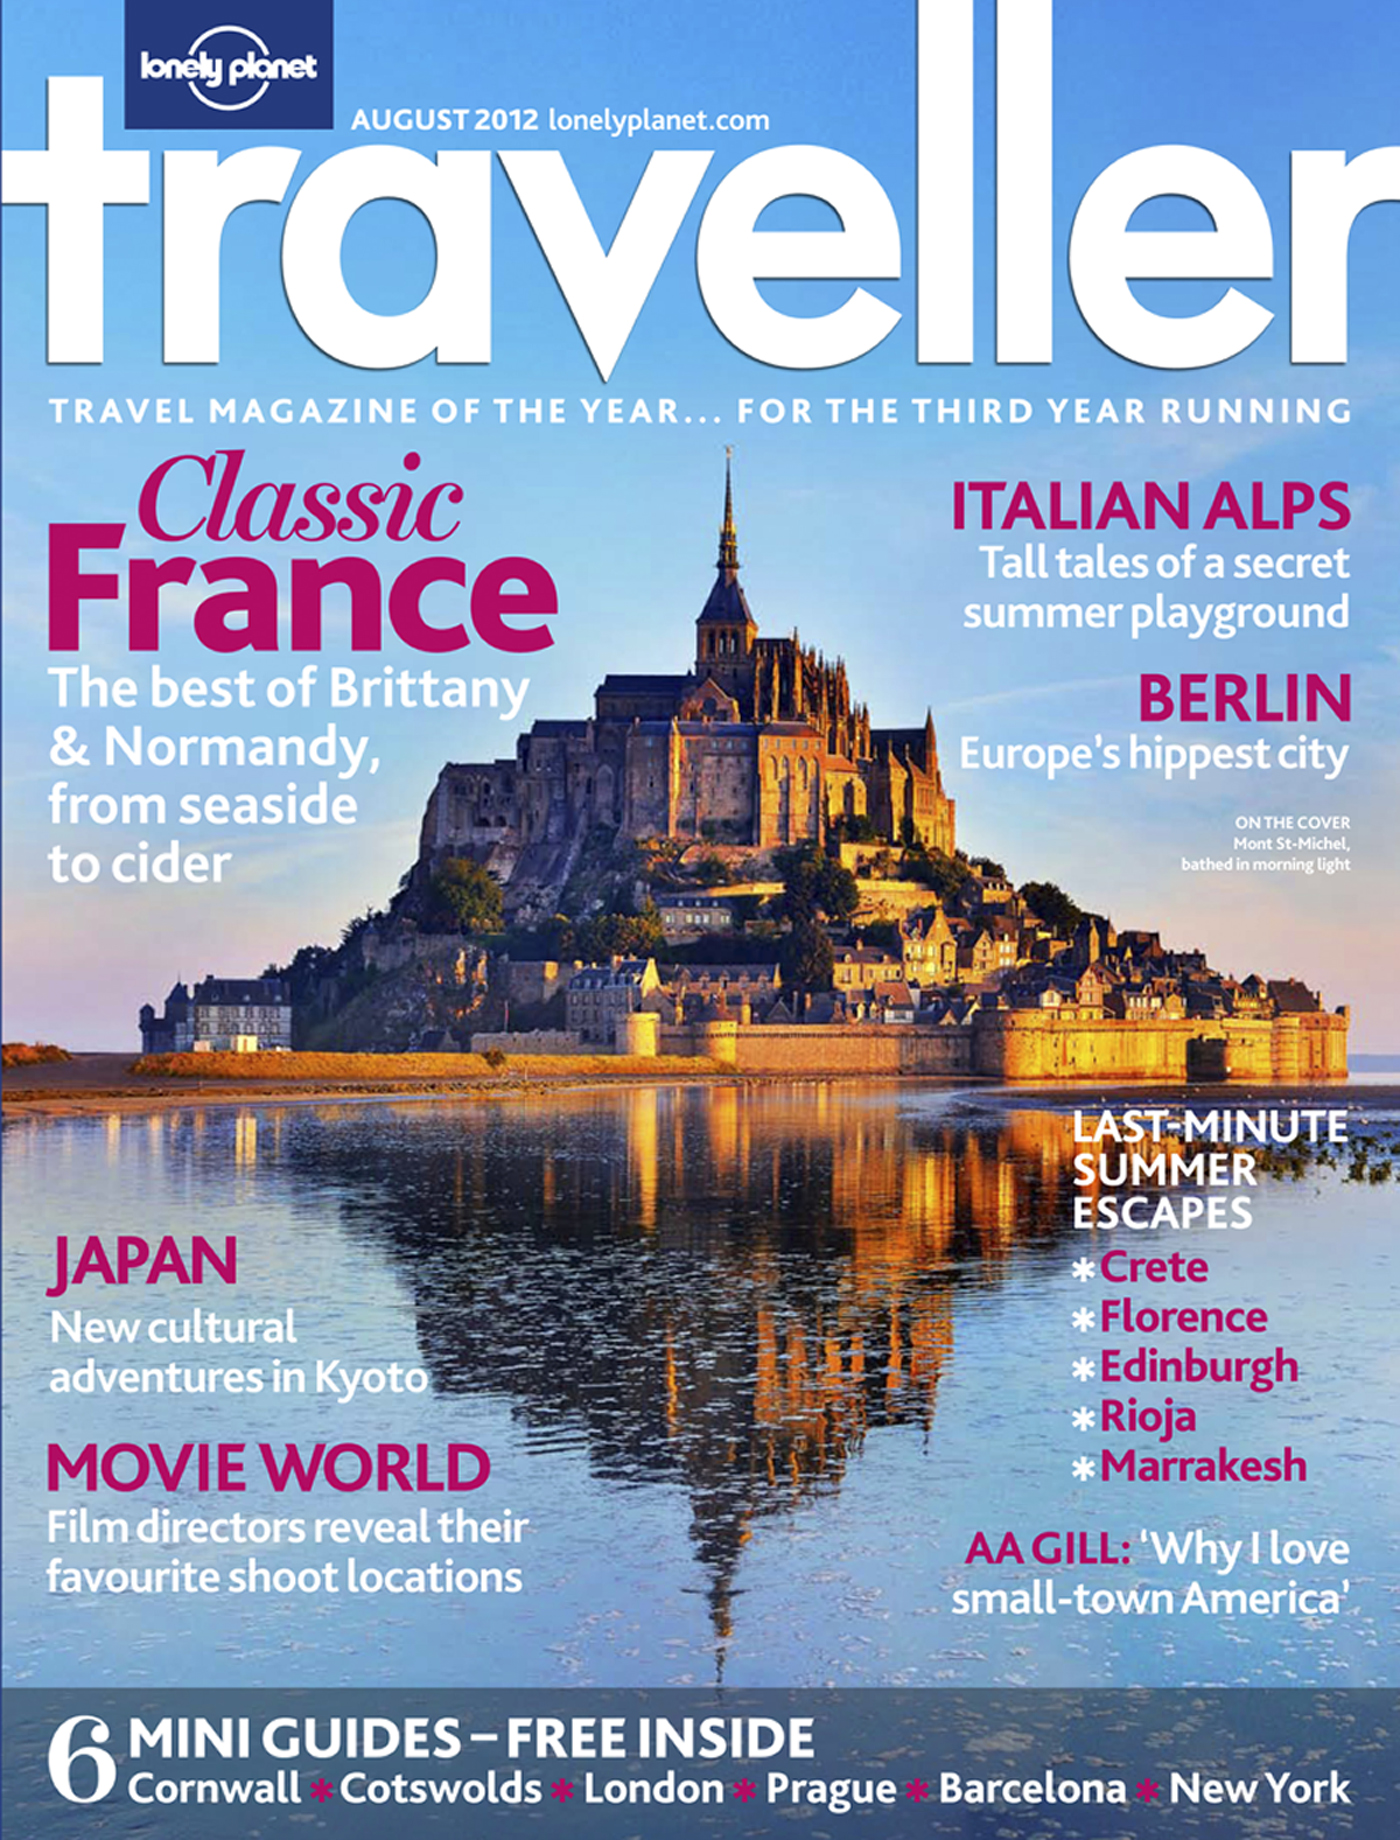 lonely planet
AUGUST 2012 lonelyplanet.com
traveller
TRAVEL MAGAZINE OF THE YEAR... FOR THE THIRD YEAR RUNNING
Classic
France
The best of Brittany
& Normandy,
from seaside
to cider
ITALIAN ALPS
Tall tales of a secret
summer playground
BERLIN
Europe's hippest city
ON THE COVER
Mont St-Michel,
bathed in morning light
JAPAN
New cultural
adventures in Kyoto
MOVIE WORLD
Film directors reveal their
favourite shoot locations
LAST-MINUTE
SUMMER
ESCAPES
*Crete
*Florence
*Edinburgh
*Rioja
*Marrakesh
AA GILL: 'Why I love
small-town America'
6 MINI GUIDES – FREE INSIDE
Cornwall * Cotswolds * London * Prague * Barcelona * New York